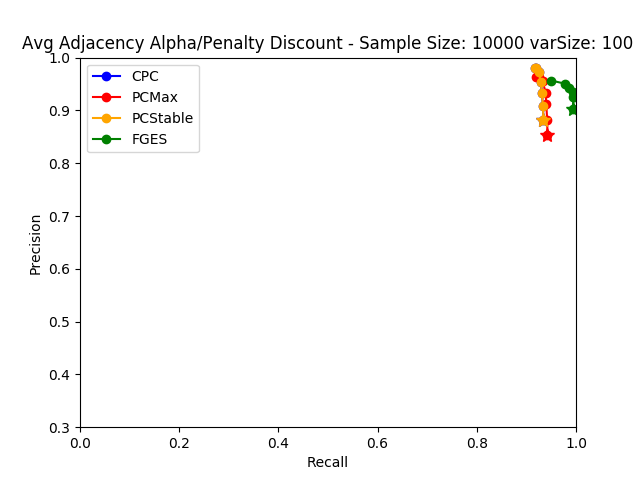 Avg Adjacency Alpha/Penalty Discount - Sample Size: 10000 varSize: 100
1.0
0.9
0.8
0.7
0.6
0.5
0.4
0.3
Precision
CPC
PCMax
PCStable
FGES
0.0 0.2 0.4 0.6 0.8 1.0
Recall